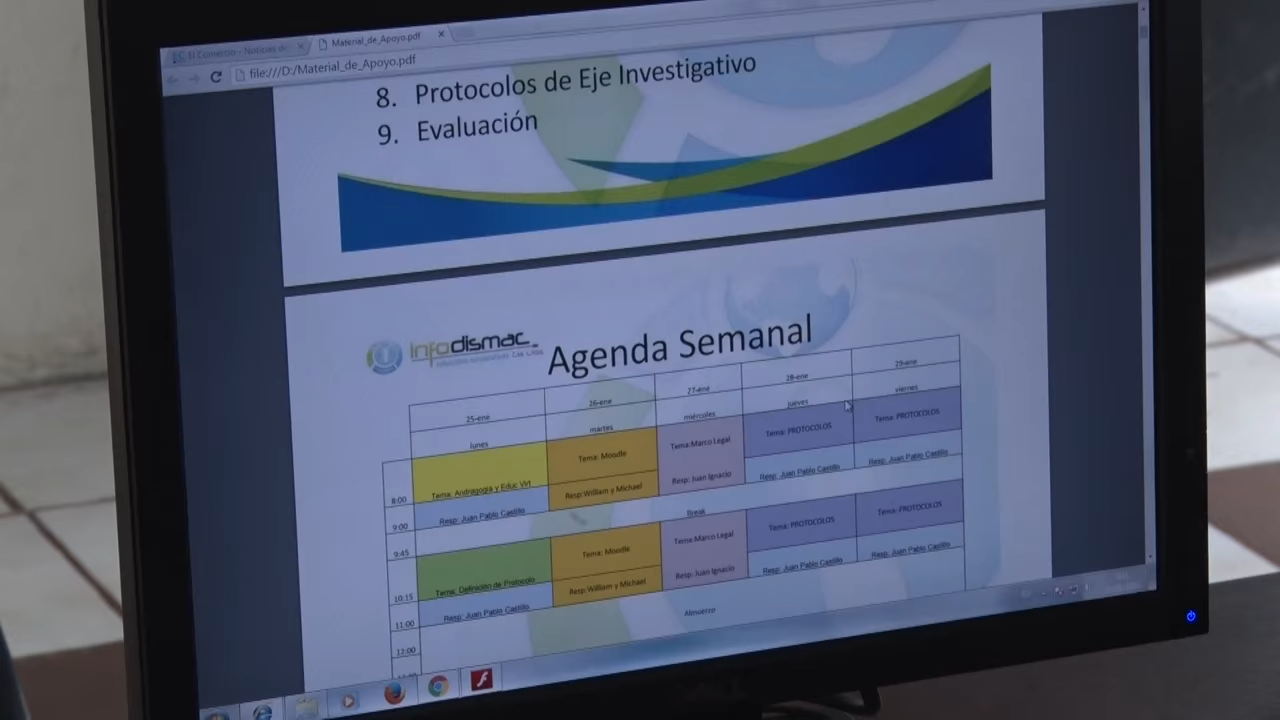 El Comercio - Noticias de
Material_de_Apoyo.pdf
file:///D:/Material_de_Apoyo.pdf
8. Protocolos de Eje Investigativo
9. Evaluación
Infodismac
Agenda Semanal
25-ene 26-ene 27-ene 28-ene 29-ene
lunes martes miércoles jueves viernes
8:00 Tema: Andragogía y Educ Virt Tema: Moodle Tema:Marco Legal Tema: PROTOCOLOS Tema: PROTOCOLOS
9:00 Resp: Juan Pablo Castillo Resp:William y Michael Resp: Juan Ignacio Resp: Juan Pablo Castillo Resp: Juan Pablo Castillo
9:45 Break
10:15 Tema: Definición de Protocolo Tema: Moodle Tema:Marco Legal Tema: PROTOCOLOS Tema: PROTOCOLOS
11:00 Resp: Juan Pablo Castillo Resp:William y Michael Resp: Juan Ignacio Resp: Juan Pablo Castillo Resp: Juan Pablo Castillo
12:00 Almuerzo